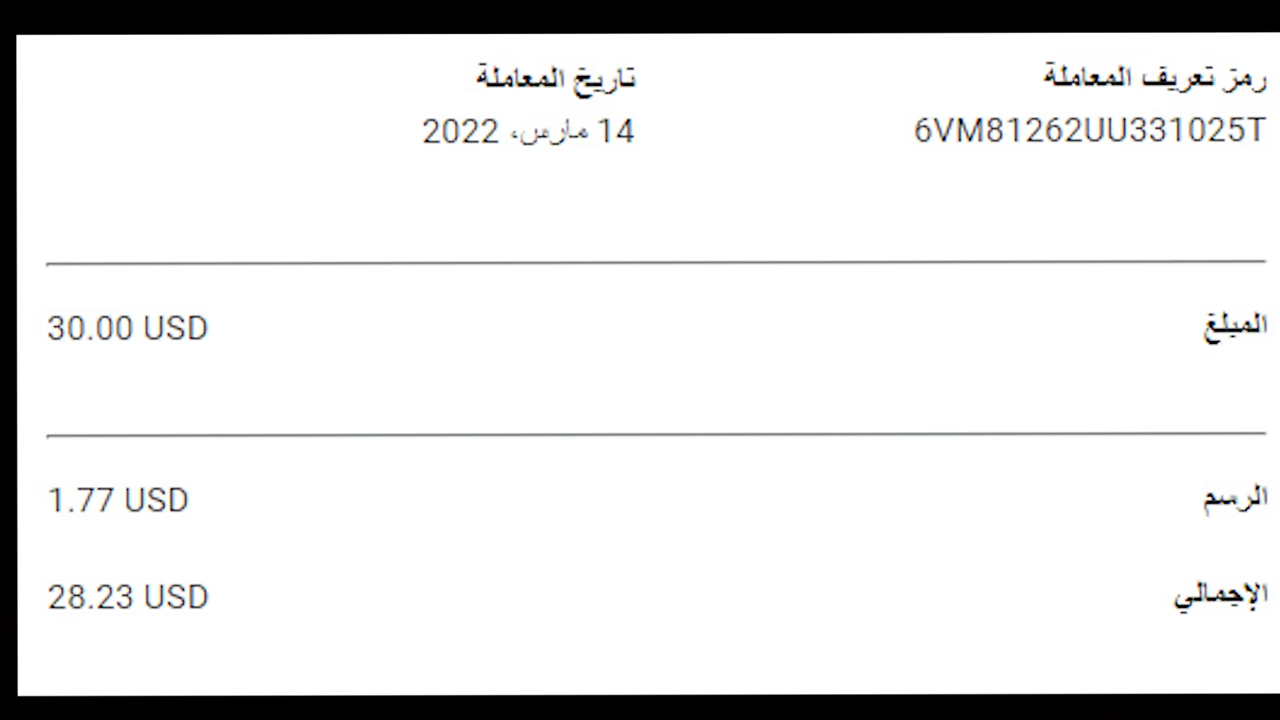 رمز تعريف المعاملة
6VM81262UU331025T
تاريخ المعاملة
14 مارس، 2022
المبلغ
30.00 USD
الرسم
1.77 USD
الإجمالي
28.23 USD